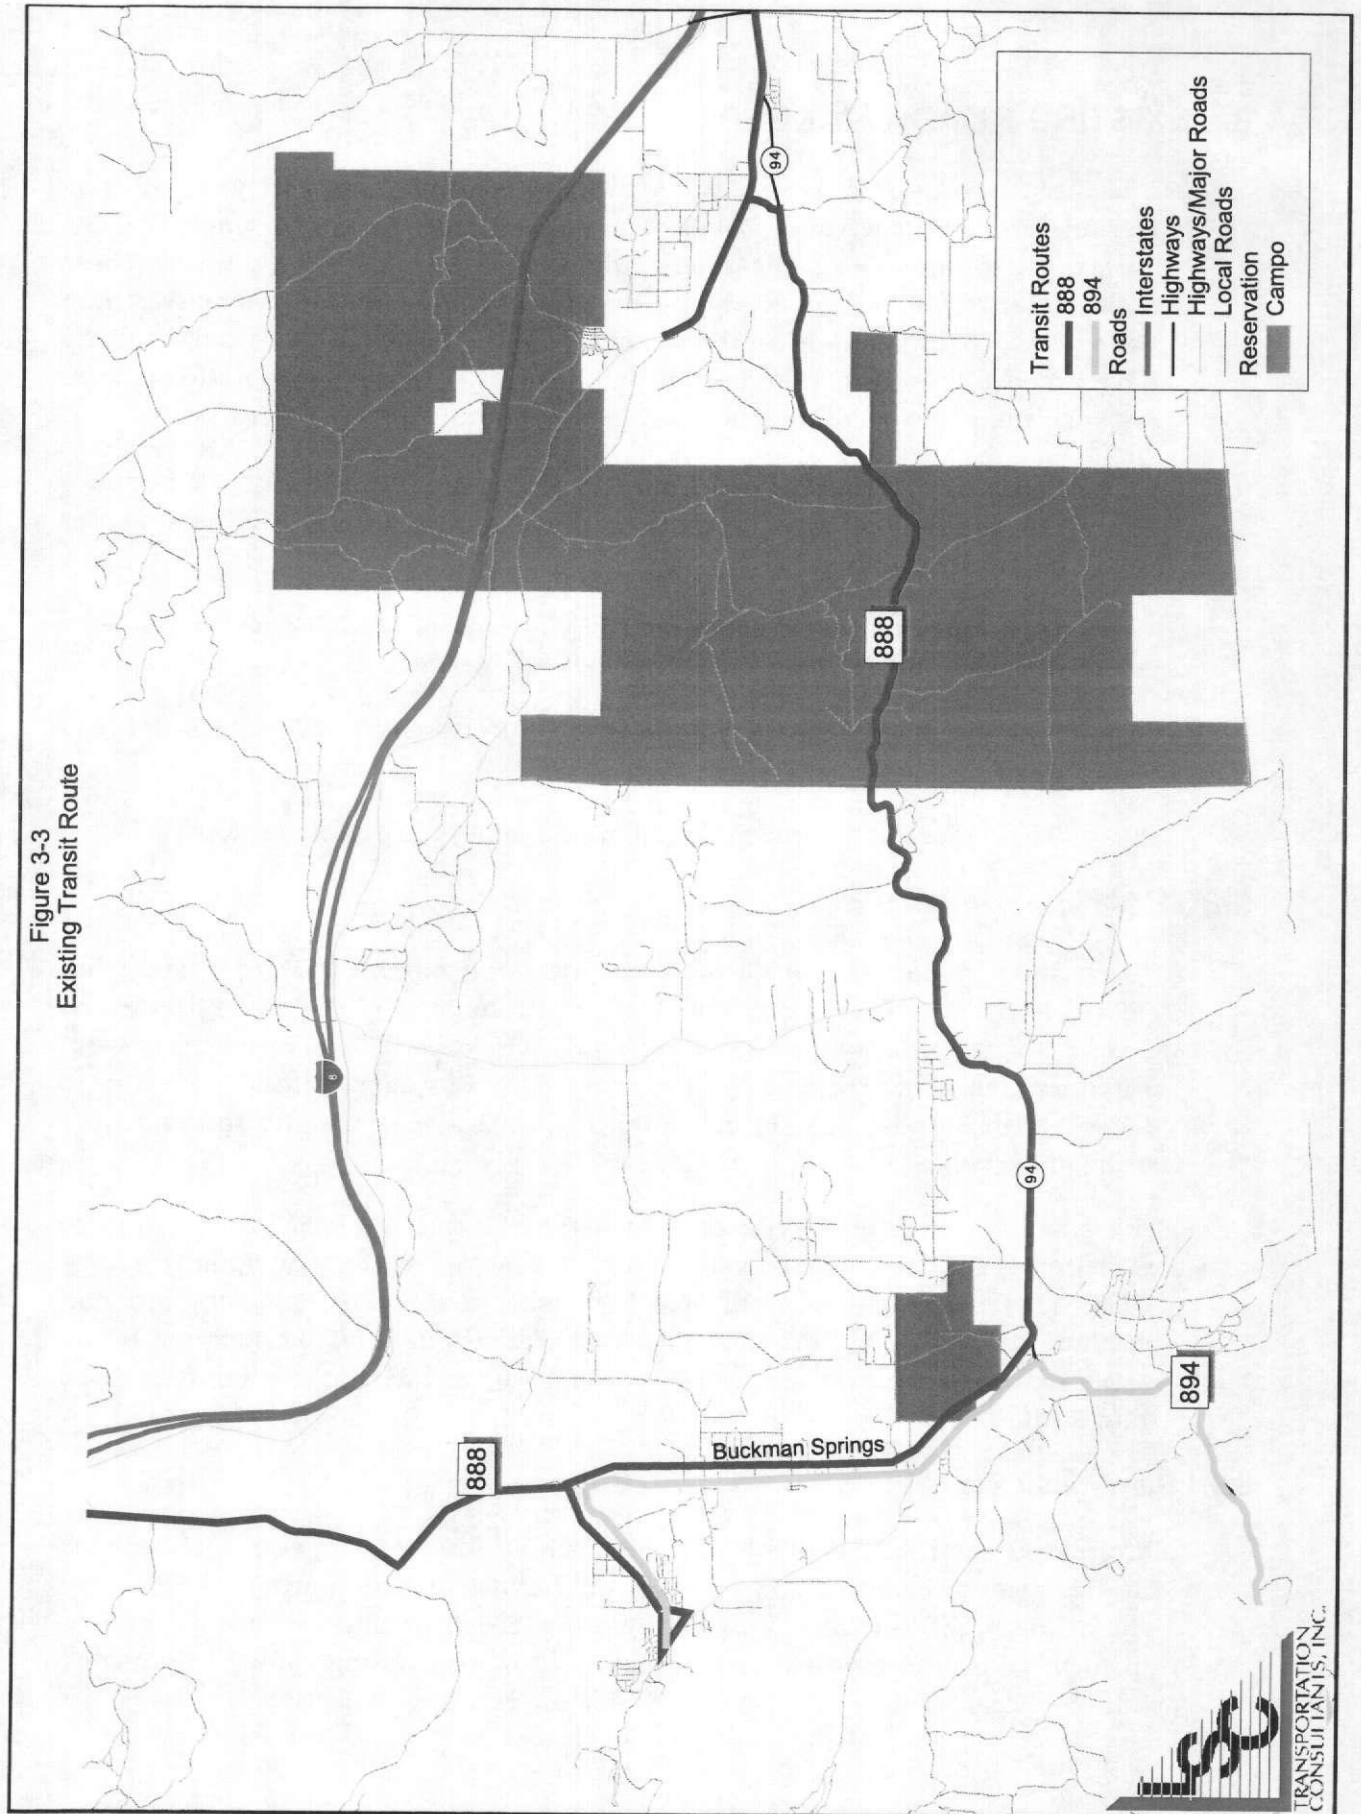 Figure 3-3
Existing Transit Route
8
888
Buckman Springs
94
894
888
94
Transit Routes
888
894
Roads
Interstates
Highways
Highways/Major Roads
Local Roads
Reservation
Campo
LSC
TRANSPORTATION
CONSULTANTS, INC.